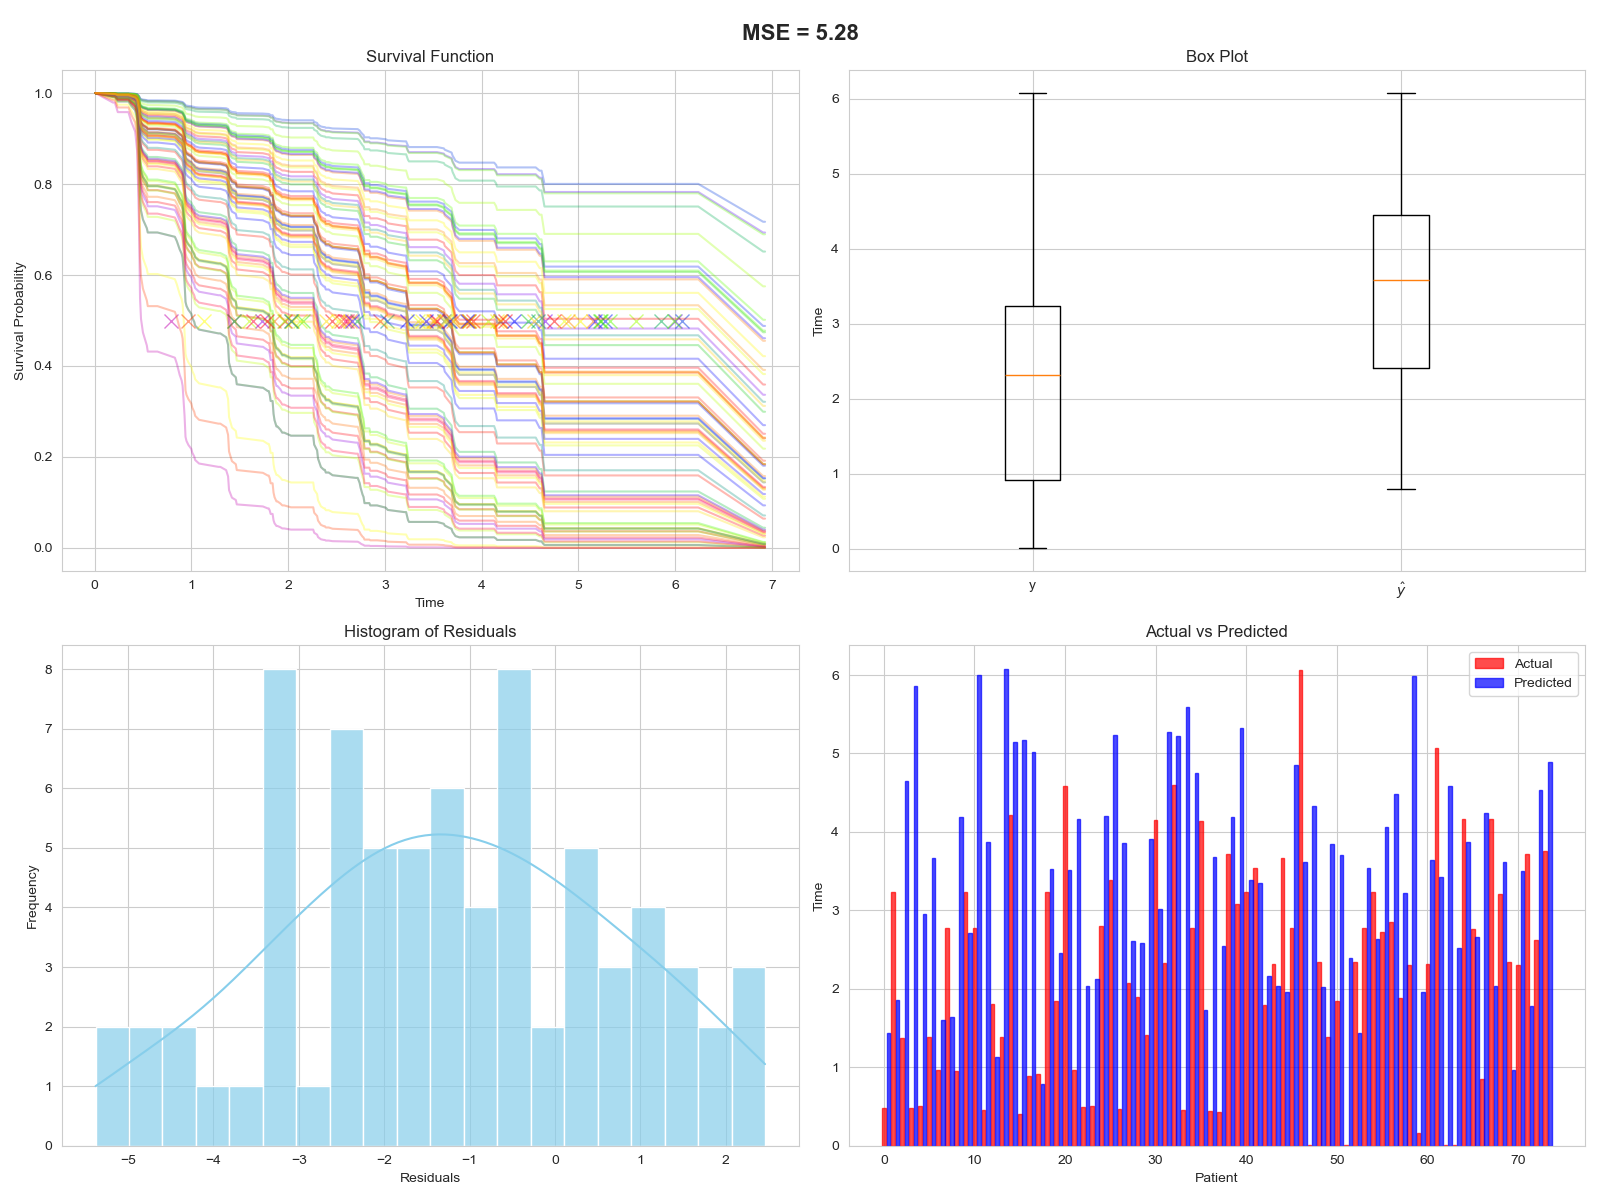 MSE = 5.28
Survival Function
Survival Probability
1.0
0.8
0.6
0.4
0.2
0.0
0 1 2 3 4 5 6 7
Time
Box Plot
Time
6
5
4
3
2
1
0
y ŷ
Histogram of Residuals
Frequency
8
7
6
5
4
3
2
1
0
−5 −4 −3 −2 −1 0 1 2
Residuals
Actual vs Predicted
Actual
Predicted
Time
6
5
4
3
2
1
0
0 10 20 30 40 50 60 70
Patient